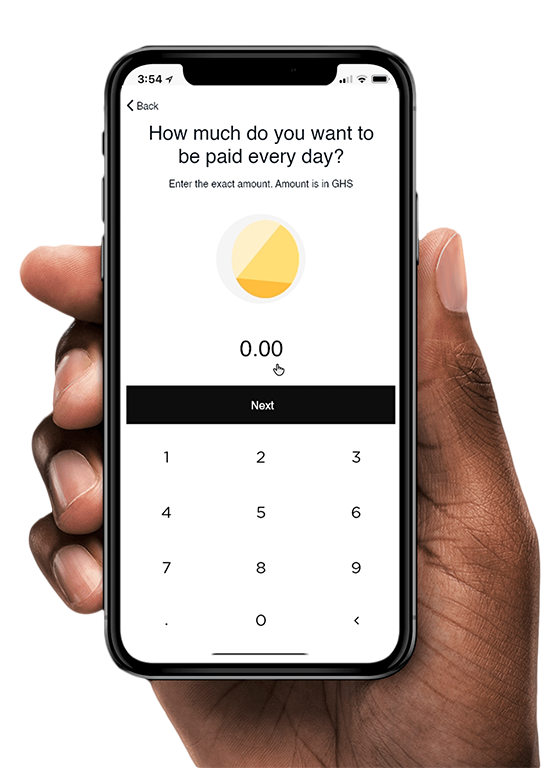 3:54
Back
How much do you want to
be paid every day?
Enter the exact amount. Amount is in GHS
0.00
Next
1 2 3
4 5 6
7 8 9
. 0 <